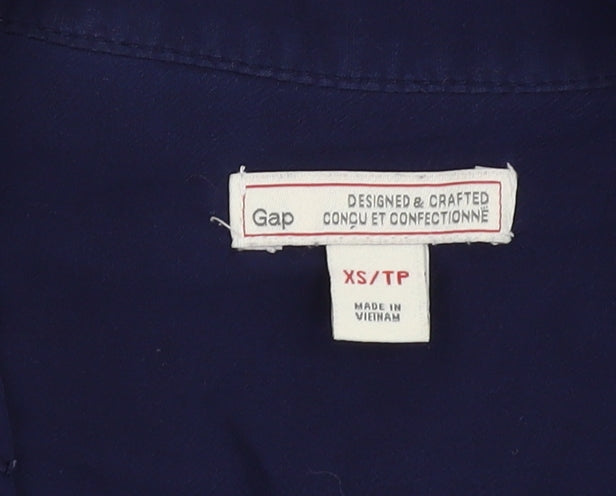 Gap
DESIGNED & CRAFTED
CONÇU ET CONFECTIONNÉ
XS/TP
MADE IN
VIETNAM